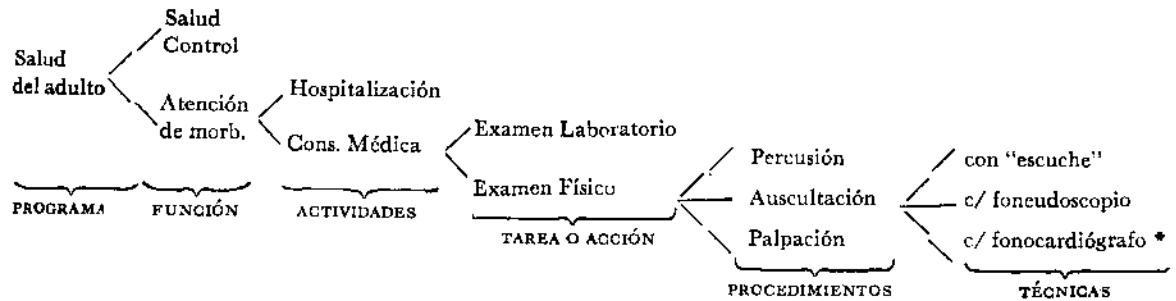 Salud
Control
Salud
del adulto
Atención
de morb.
Hospitalización
Cons. Médica
Examen Laboratorio
Examen Físico
Percusión
Auscultación
Palpación
con "escuche"
c/ foneudoscopio
c/ fonocardiógrafo *
PROGRAMA
FUNCIÓN
ACTIVIDADES
TAREA O ACCIÓN
PROCEDIMIENTOS
TÉCNICAS